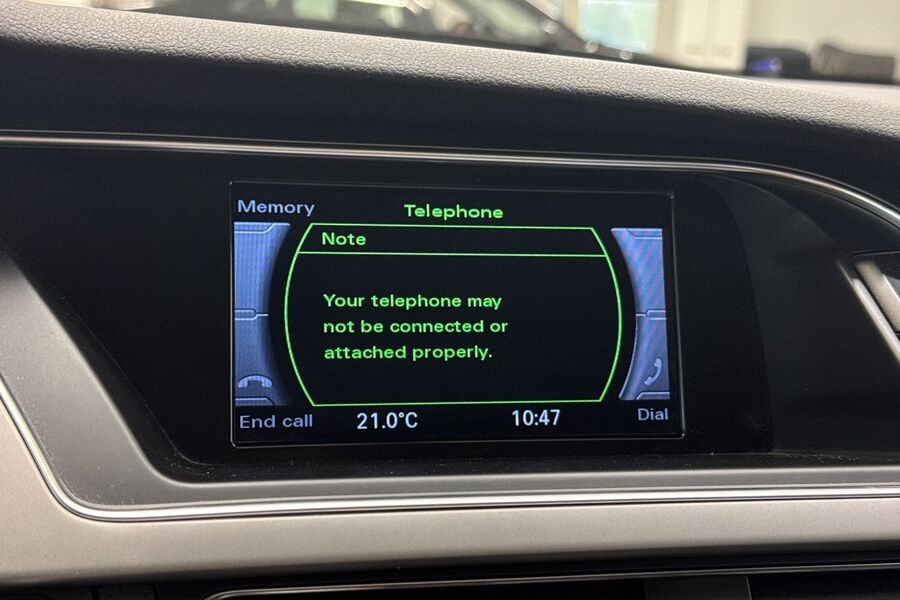 Memory
Telephone
Note
Your telephone may
not be connected or
attached properly.
End call
21.0°C
10:47
Dial